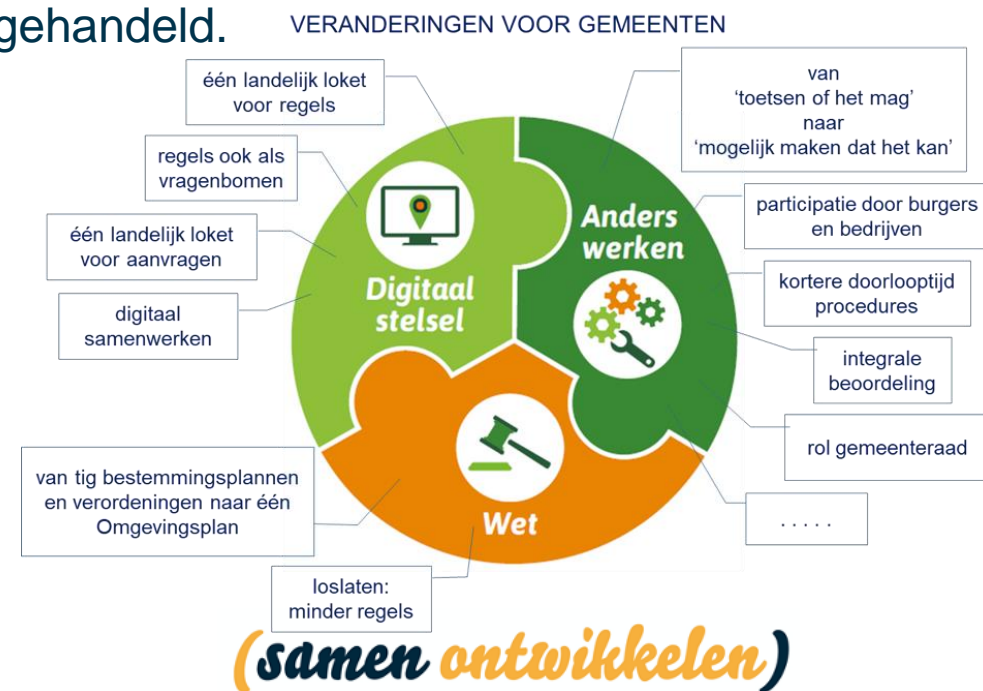 gehandeld.
VERANDERINGEN VOOR GEMEENTEN
één landelijk loket
voor regels
regels ook als
vragenbomen
één landelijk loket
voor aanvragen
digitaal
samenwerken
Digitaal
stelsel
van
‘toetsen of het mag’
naar
‘mogelijk maken dat het kan’
Anders
werken
participatie door burgers
en bedrijven
kortere doorlooptijd
procedures
integrale
beoordeling
rol gemeenteraad
. . . . .
van tig bestemmingsplannen
en verordeningen naar één
Omgevingsplan
Wet
loslaten:
minder regels
(samen ontwikkelen)